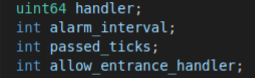 uint64 handler;
int alarm_interval;
int passed_ticks;
int allow_entrance_handler;